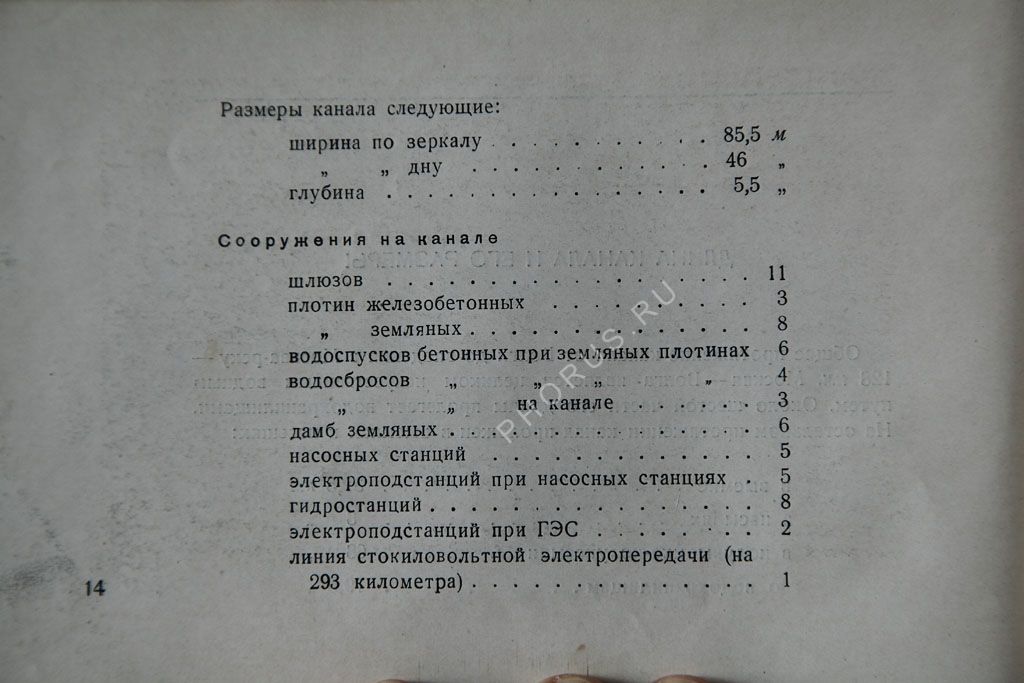 Размеры канала следующие:
ширина по зеркалу . . . . . . . . . . 85,5 м
„ „ дну . . . . . . . . . . . 46 „
глубина . . . . . . . . . . . . . . . . 5,5 „
Сооружения на канале
шлюзов . . . . . . . . . . . . . . . . 11
плотин железобетонных . . . . . . . . . 3
„ земляных . . . . . . . . . . . . . 8
водоспусков бетонных при земляных плотинах 6
водосбросов „ „ „ „ 4
„ „ на канале . . . . . . 3
дамб земляных . . . . . . . . . . . . . . 6
насосных станций . . . . . . . . . . . . 5
электроподстанций при насосных станциях . 5
гидростанций . . . . . . . . . . . . . . . 8
электроподстанций при ГЭС . . . . . . . . 2
линия стокиловольтной электропередачи (на
293 километра) . . . . . . . . . . . . . 1
14
PHORUS.RU